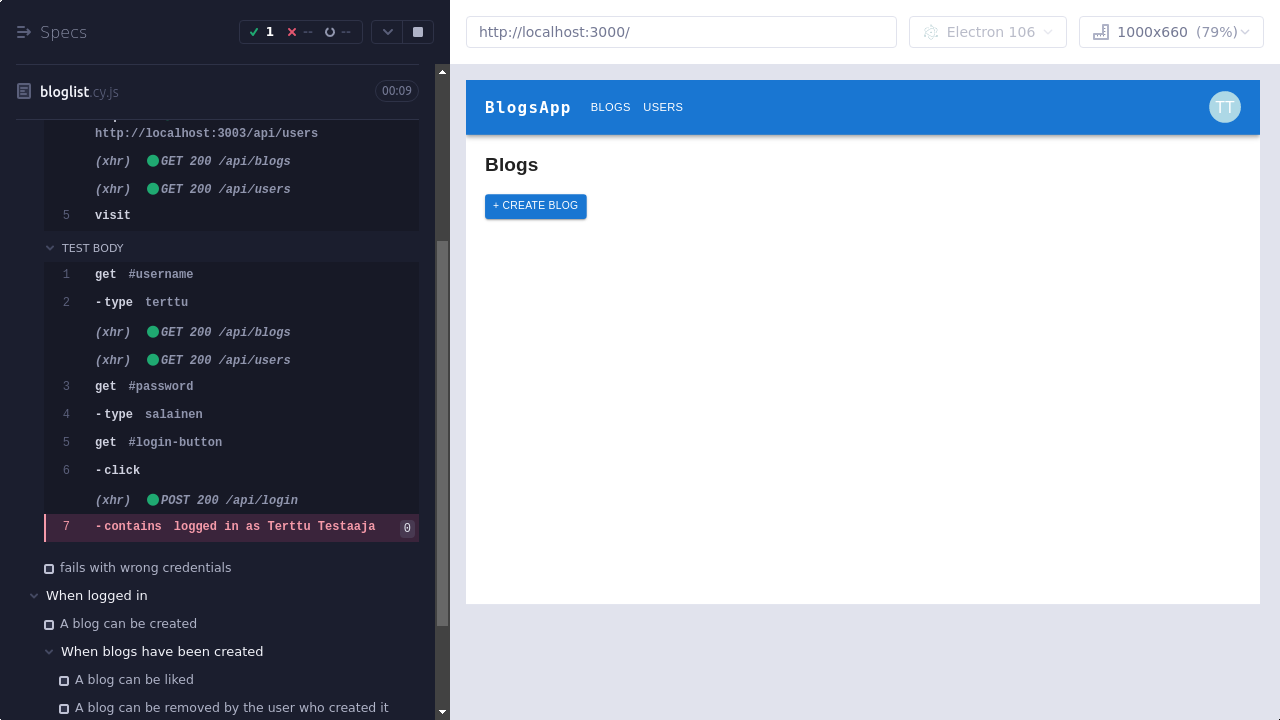 Specs
1 -- --
bloglist.cy.js 00:09
http://localhost:3003/api/users
(xhr) GET 200 /api/blogs
(xhr) GET 200 /api/users
5 visit
TEST BODY
1 get #username
2 -type terttu
(xhr) GET 200 /api/blogs
(xhr) GET 200 /api/users
3 get #password
4 -type salainen
5 get #login-button
6 -click
(xhr) POST 200 /api/login
7 -contains logged in as Terttu Testaaja 0
fails with wrong credentials
When logged in
A blog can be created
When blogs have been created
A blog can be liked
A blog can be removed by the user who created it
http://localhost:3000/
Electron 106
1000x660 (79%)
BlogsApp BLOGS USERS TT
Blogs
+ CREATE BLOG